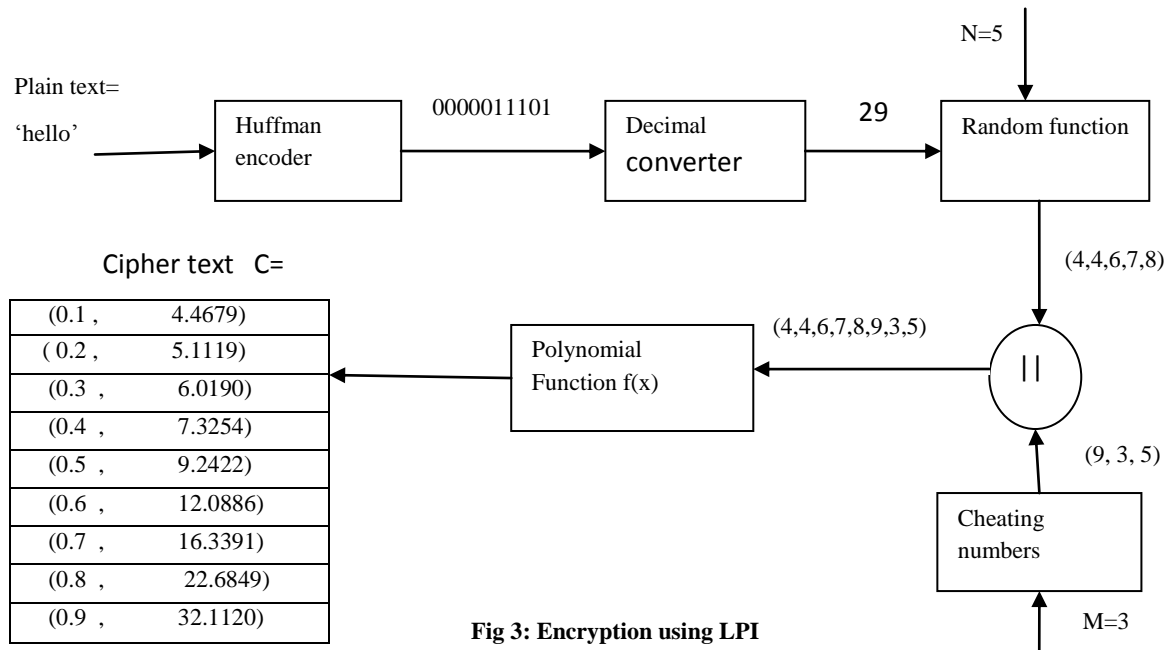 N=5
Plain text=
‘hello’
Huffman
encoder
0000011101
Decimal
converter
29
Random function
(4,4,6,7,8)
Cipher text C=
(0.1 , 4.4679)
( 0.2 , 5.1119)
(0.3 , 6.0190)
(0.4 , 7.3254)
(0.5 , 9.2422)
(0.6 , 12.0886)
(0.7 , 16.3391)
(0.8 , 22.6849)
(0.9 , 32.1120)
Polynomial
Function f(x)
(4,4,6,7,8,9,3,5)
||
(9, 3, 5)
Cheating
numbers
M=3
Fig 3: Encryption using LPI